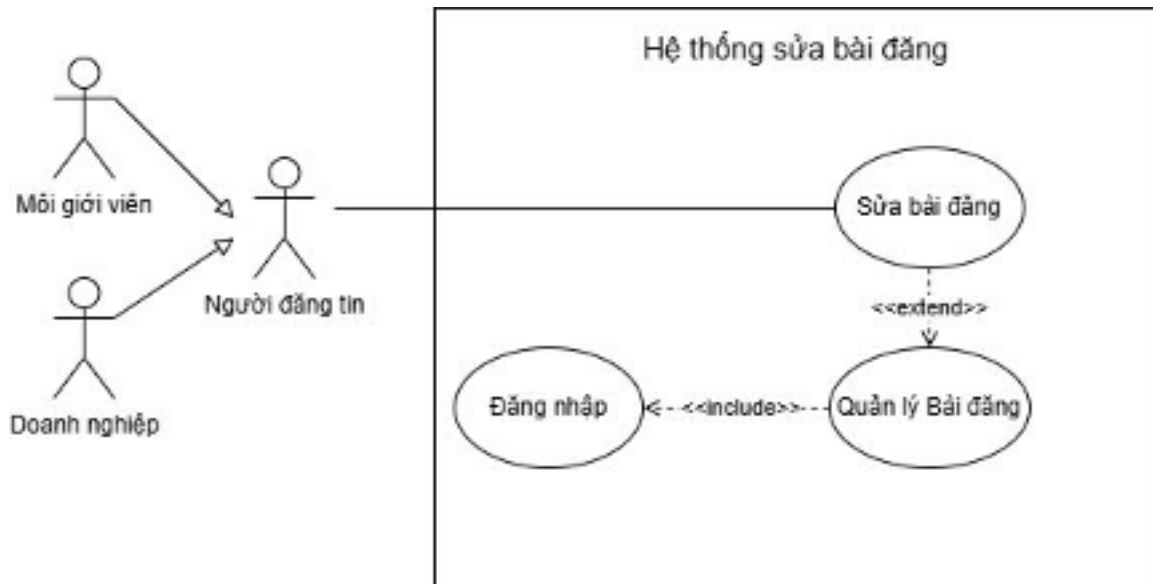 Hệ thống sửa bài đăng
Môi giới viên
Sửa bài đăng
Người đăng tin
<<extend>>
Doanh nghiệp
Đăng nhập
<<include>>
Quản lý Bài đăng